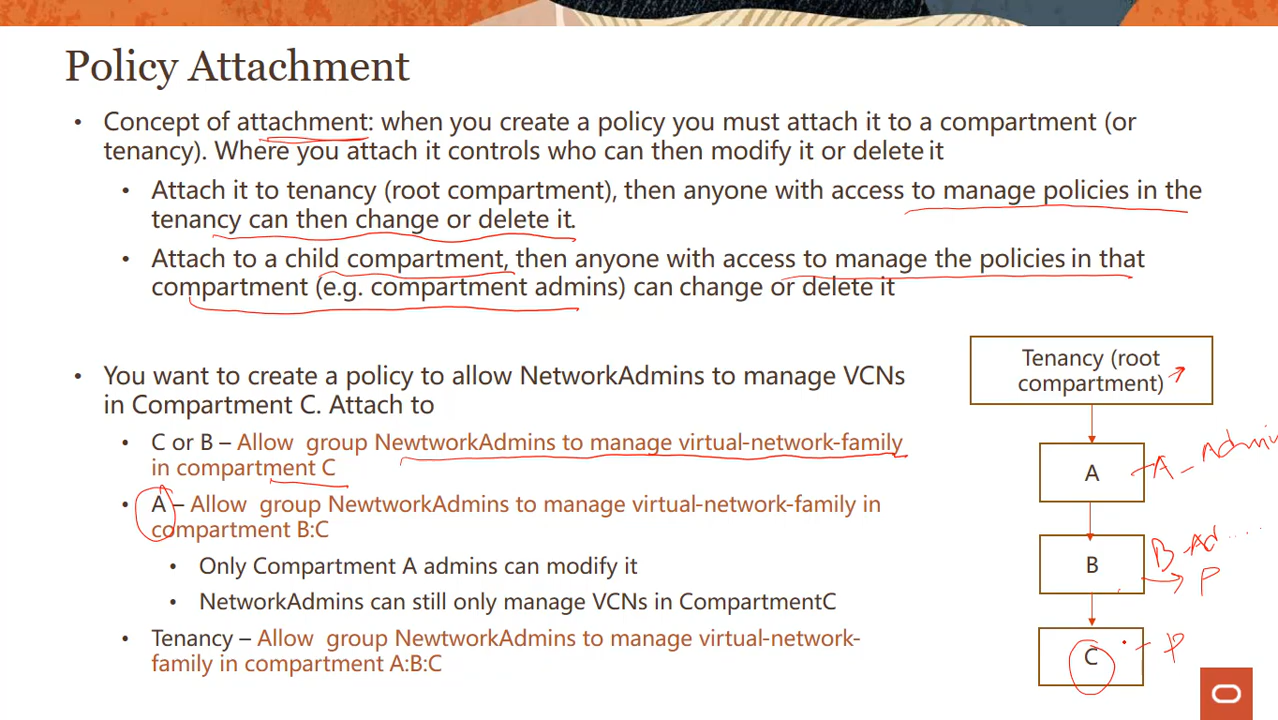 Policy Attachment
• Concept of attachment: when you create a policy you must attach it to a compartment (or
tenancy). Where you attach it controls who can then modify it or delete it
• Attach it to tenancy (root compartment), then anyone with access to manage policies in the
tenancy can then change or delete it.
• Attach to a child compartment, then anyone with access to manage the policies in that
compartment (e.g. compartment admins) can change or delete it
• You want to create a policy to allow NetworkAdmins to manage VCNs
in Compartment C. Attach to
• C or B – Allow group NewtworkAdmins to manage virtual-network-family
in compartment C
• A – Allow group NewtworkAdmins to manage virtual-network-family in
compartment B:C
• Only Compartment A admins can modify it
• NetworkAdmins can still only manage VCNs in CompartmentC
• Tenancy – Allow group NewtworkAdmins to manage virtual-network-
family in compartment A:B:C
Tenancy (root
compartment)
A
A_Admin
B
B-Ad....
P
C
P